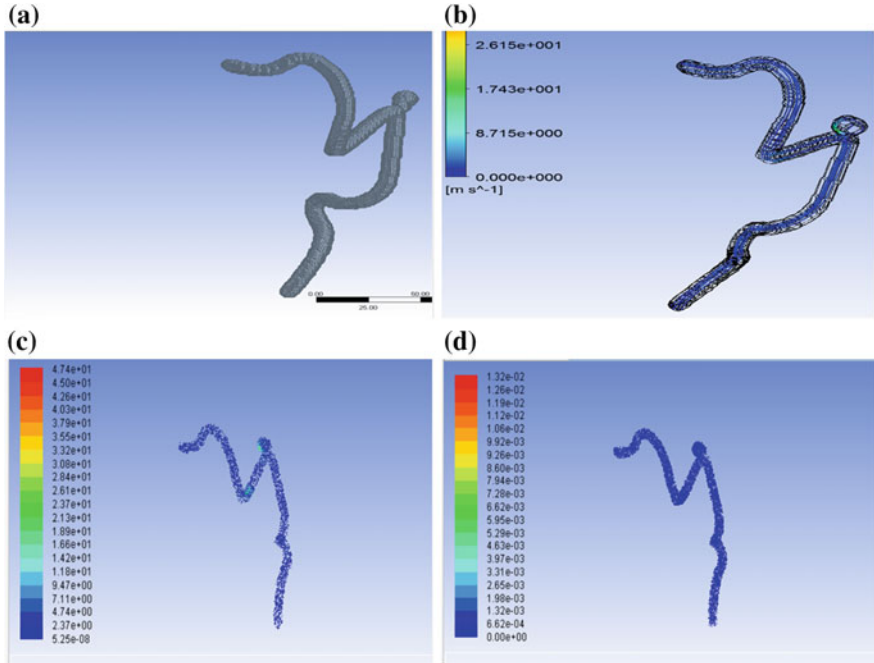 (a)
0.00
50.00
25.00
(b)
2.615e+001
1.743e+001
8.715e+000
0.000e+000
[m s^-1]
(c)
4.74e+01
4.50e+01
4.26e+01
4.03e+01
3.79e+01
3.55e+01
3.32e+01
3.08e+01
2.84e+01
2.61e+01
2.37e+01
2.13e+01
1.89e+01
1.66e+01
1.42e+01
1.18e+01
9.47e+00
7.11e+00
4.74e+00
2.37e+00
5.25e-08
(d)
1.32e-02
1.26e-02
1.19e-02
1.12e-02
1.06e-02
9.92e-03
9.26e-03
8.60e-03
7.94e-03
7.28e-03
6.62e-03
5.95e-03
5.29e-03
4.63e-03
3.97e-03
3.31e-03
2.65e-03
1.98e-03
1.32e-03
6.62e-04
0.00e+00